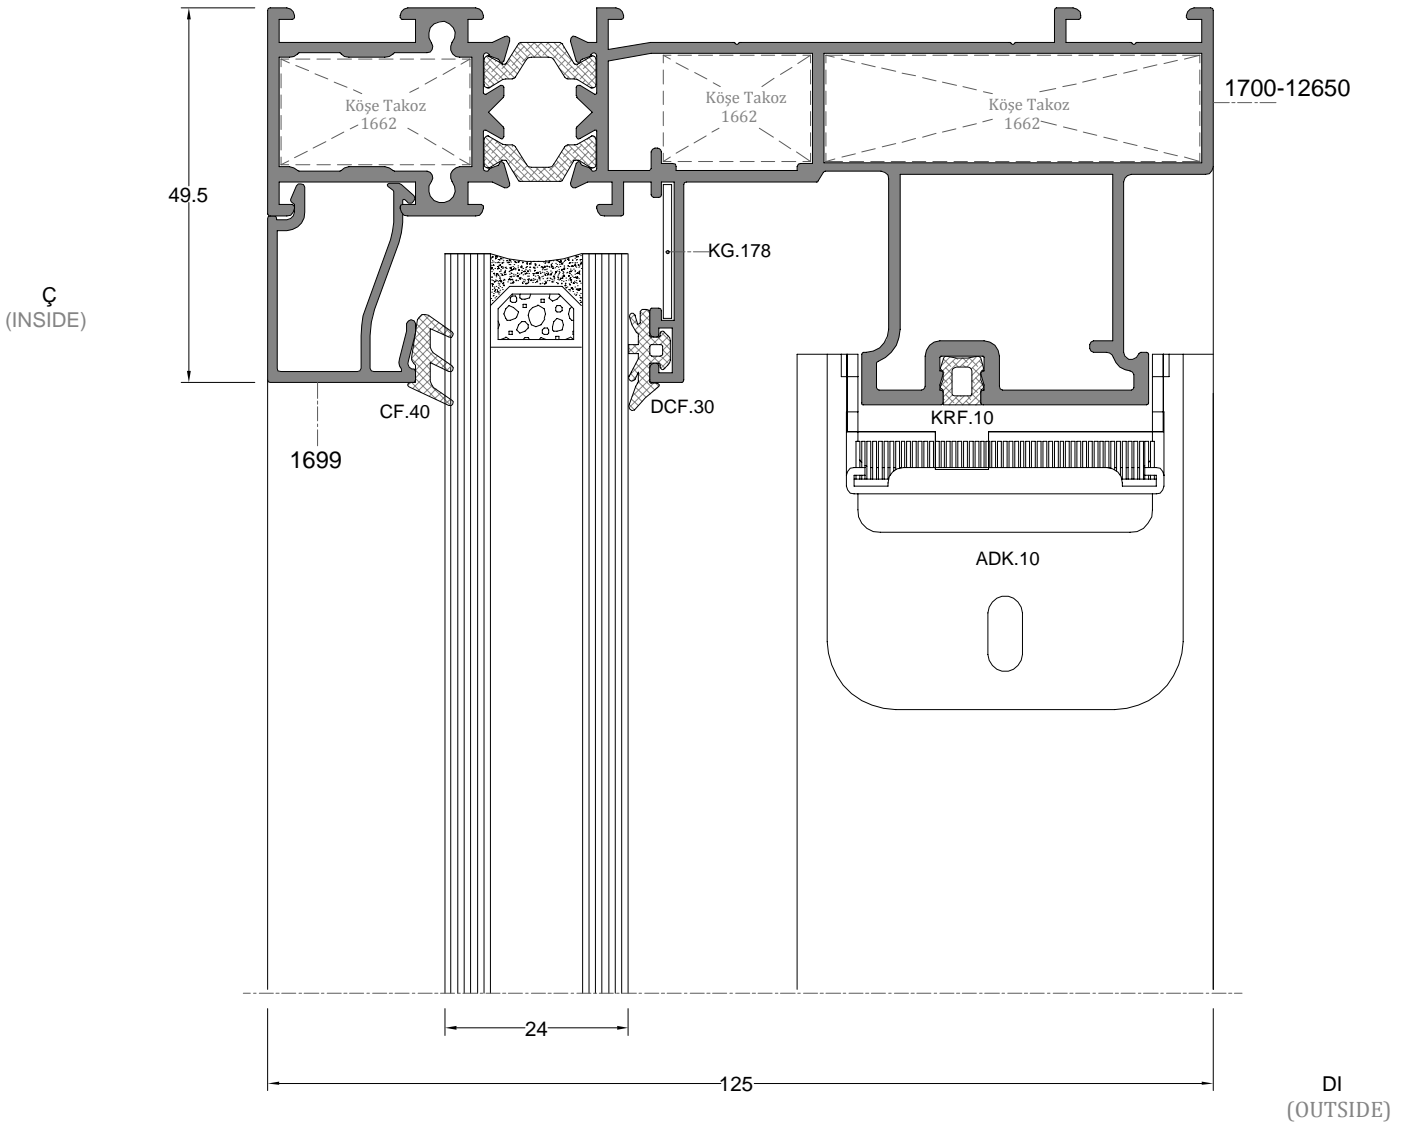 1700-12650
Köşe Takoz
1662
Köşe Takoz
1662
Köşe Takoz
1662
49.5
KG.178
Ç
(INSIDE)
CF.40
DCF.30
KRF.10
1699
ADK.10
24
125
DI
(OUTSIDE)